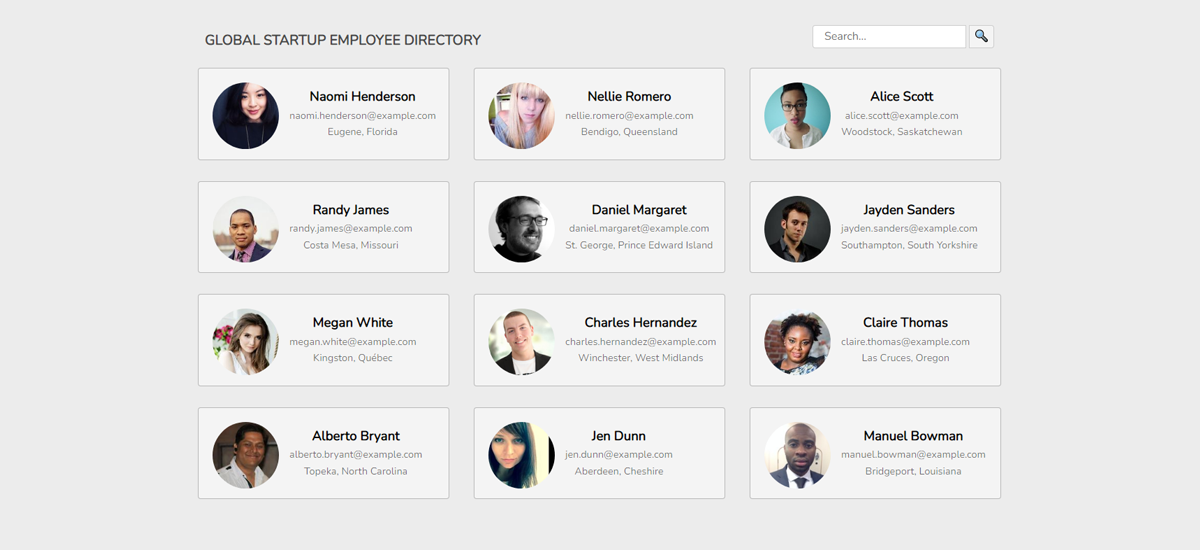 GLOBAL STARTUP EMPLOYEE DIRECTORY
Search...
Naomi Henderson
naomi.henderson@example.com
Eugene, Florida
Nellie Romero
nellie.romero@example.com
Bendigo, Queensland
Alice Scott
alice.scott@example.com
Woodstock, Saskatchewan
Randy James
randy.james@example.com
Costa Mesa, Missouri
Daniel Margaret
daniel.margaret@example.com
St. George, Prince Edward Island
Jayden Sanders
jayden.sanders@example.com
Southampton, South Yorkshire
Megan White
megan.white@example.com
Kingston, Québec
Charles Hernandez
charles.hernandez@example.com
Winchester, West Midlands
Claire Thomas
claire.thomas@example.com
Las Cruces, Oregon
Alberto Bryant
alberto.bryant@example.com
Topeka, North Carolina
Jen Dunn
jen.dunn@example.com
Aberdeen, Cheshire
Manuel Bowman
manuel.bowman@example.com
Bridgeport, Louisiana